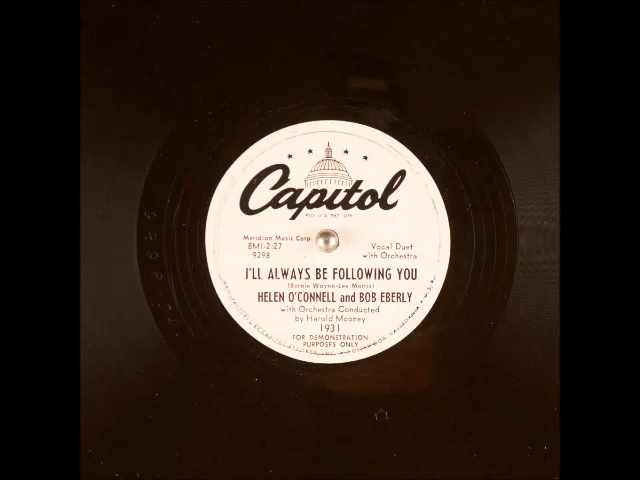 Capitol
REG. U.S. PAT. OFF.
Meridian Music Corp.
BMI-2:27
9298
Vocal Duet
with Orchestra
I'LL ALWAYS BE FOLLOWING YOU
(Bernie Wayne-Lee Morris)
HELEN O'CONNELL and BOB EBERLY
with Orchestra Conducted
by Harold Mooney
1931
FOR DEMONSTRATION
PURPOSES ONLY